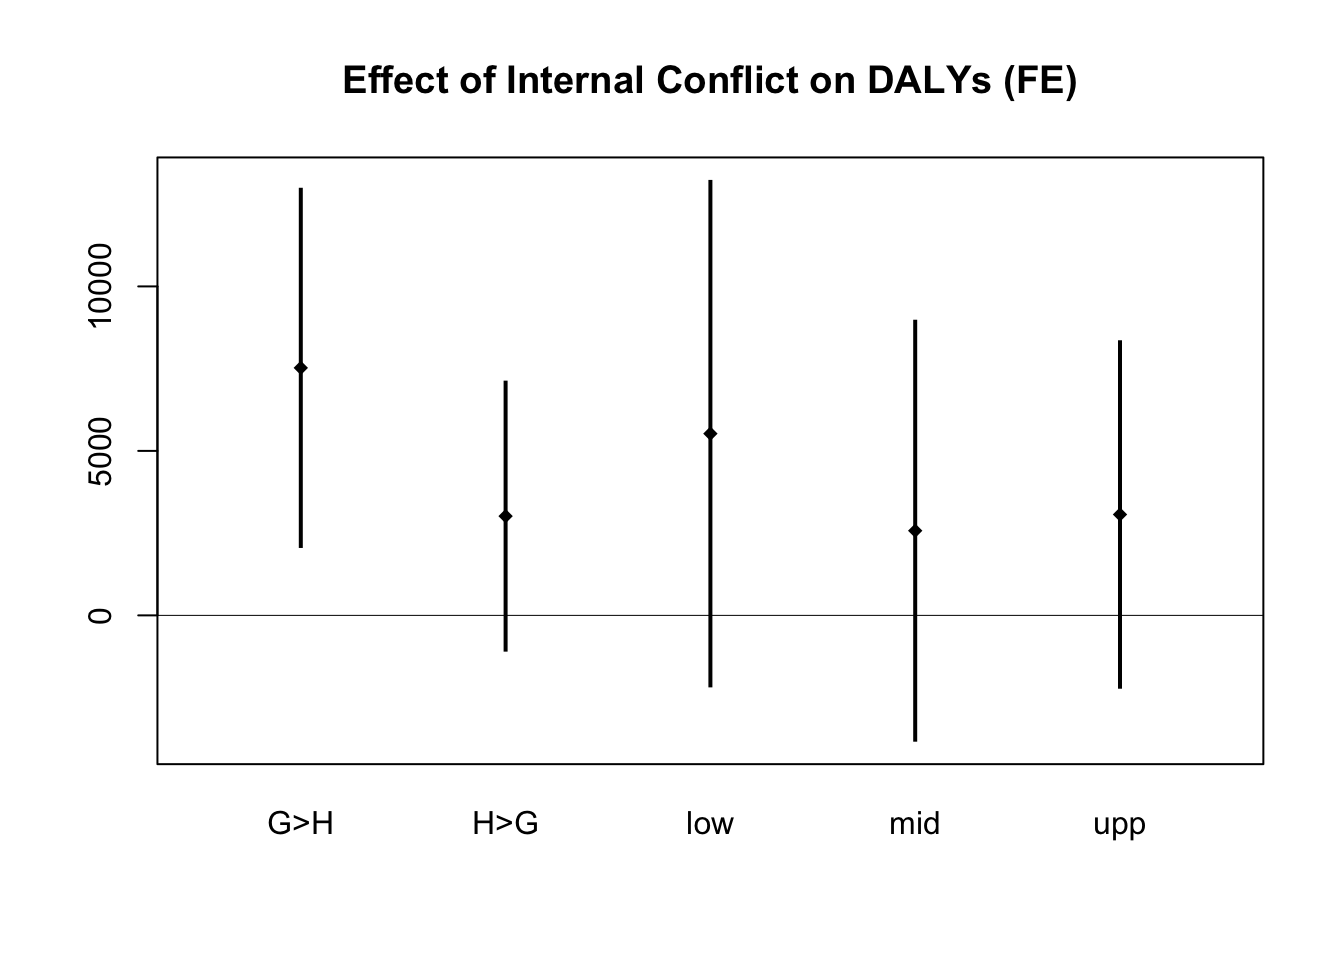 Effect of Internal Conflict on DALYs (FE)
10000
5000
0
G>H H>G low mid upp